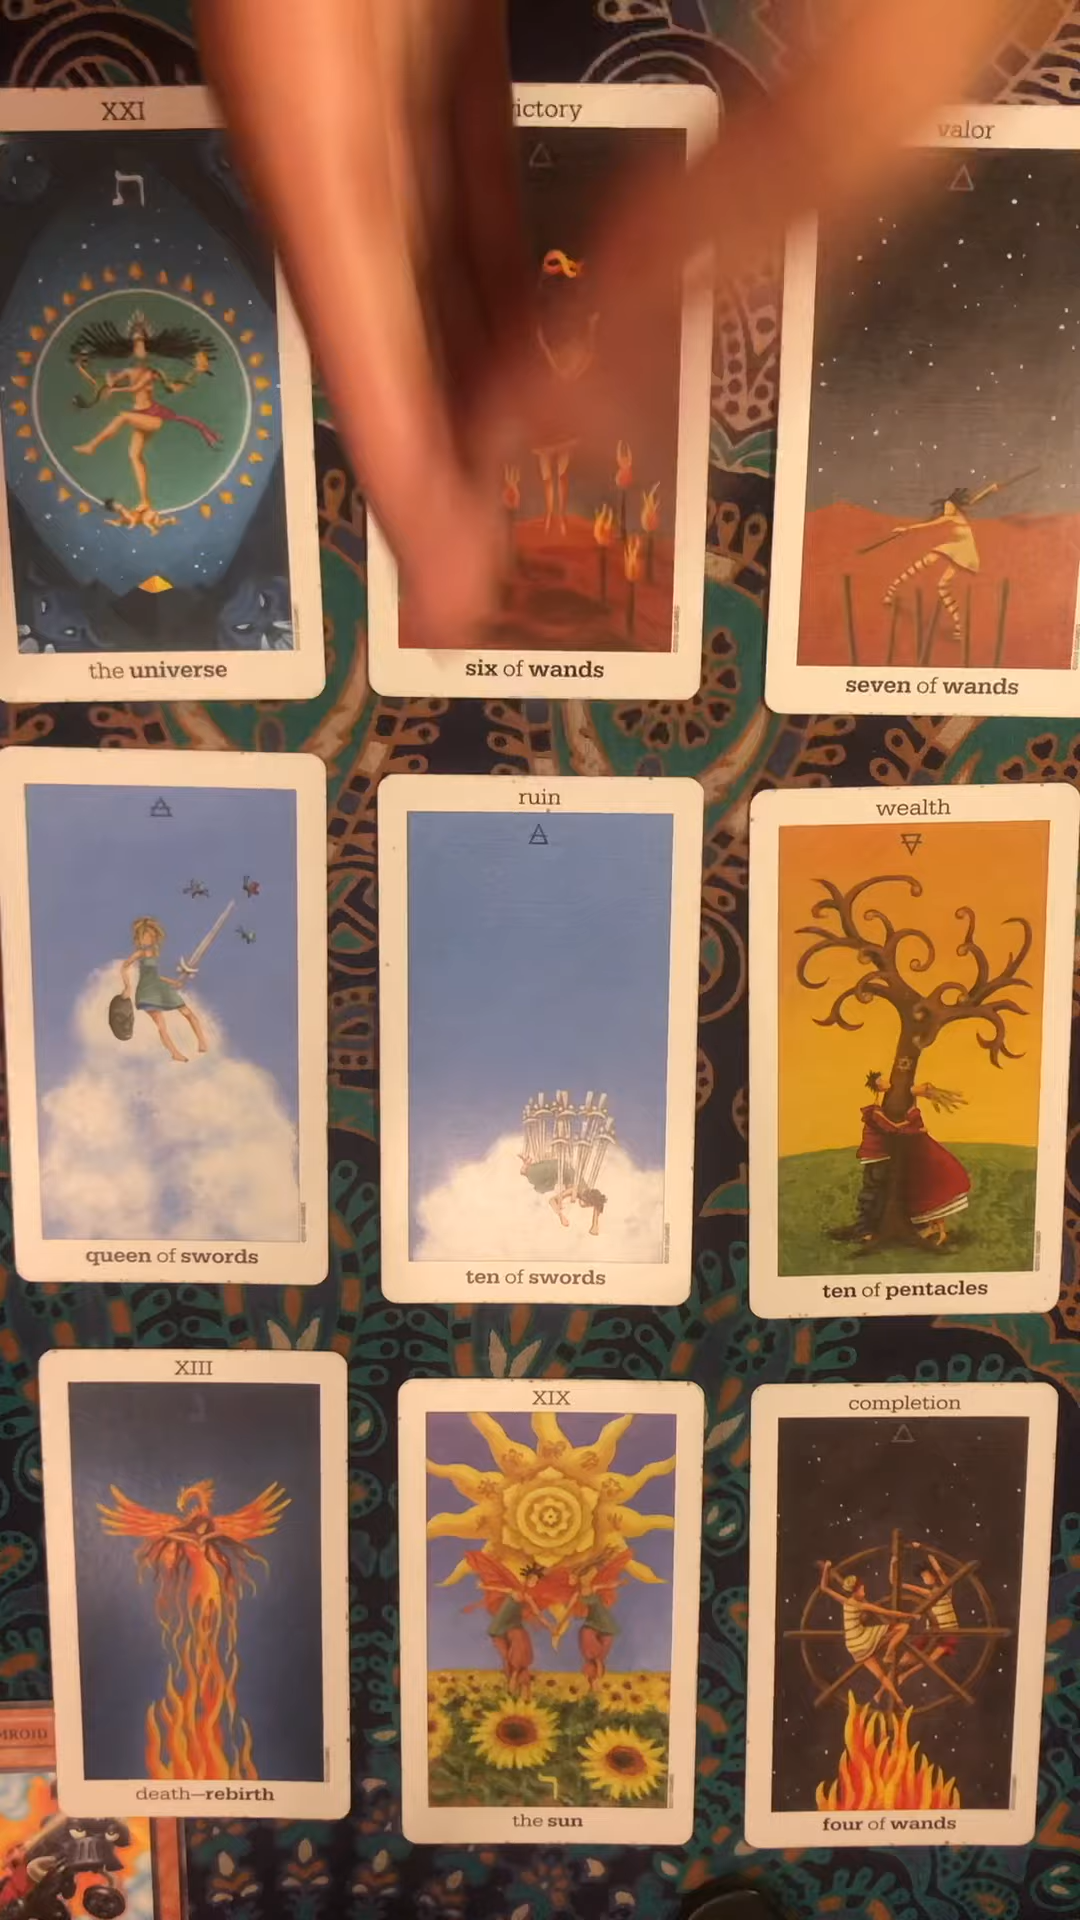 XXI
ictory
valor
ת
the universe
six of wands
seven of wands
ruin
wealth
queen of swords
ten of swords
ten of pentacles
XIII
XIX
completion
death—rebirth
the sun
four of wands
MROID